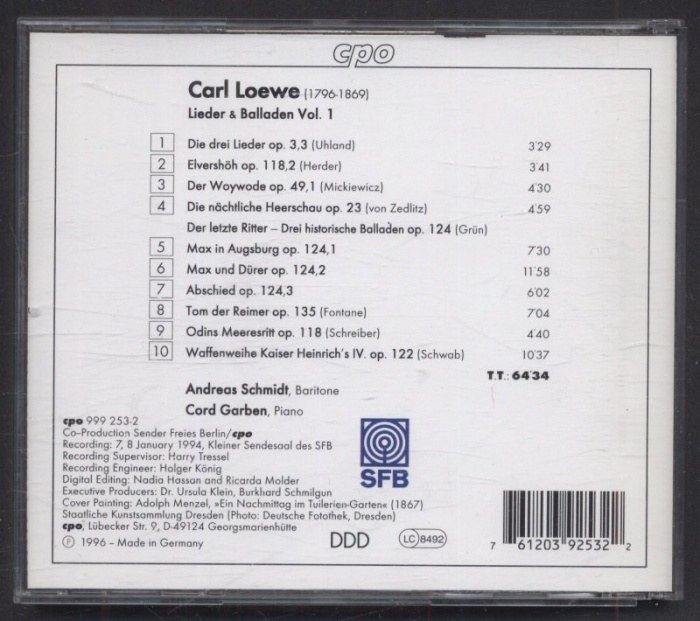 cpo
Carl Loewe (1796-1869)
Lieder & Balladen Vol. 1
1 Die drei Lieder op. 3,3 (Uhland) 3'29
2 Elvershöh op. 118,2 (Herder) 3'41
3 Der Woywode op. 49,1 (Mickiewicz) 4'30
4 Die nächtliche Heerschau op. 23 (von Zedlitz) 4'59
Der letzte Ritter – Drei historische Balladen op. 124 (Grün)
5 Max in Augsburg op. 124,1 7'30
6 Max und Dürer op. 124,2 11'58
7 Abschied op. 124,3 6'02
8 Tom der Reimer op. 135 (Fontane) 7'04
9 Odins Meeresritt op. 118 (Schreiber) 4'40
10 Waffenweihe Kaiser Heinrich's IV. op. 122 (Schwab) 10'37
T.T.: 64'34
Andreas Schmidt, Baritone
Cord Garben, Piano
cpo 999 253-2
Co-Production Sender Freies Berlin/cpo
Recording: 7, 8 January 1994, Kleiner Sendesaal des SFB
Recording Supervisor: Harry Tressel
Recording Engineer: Holger König
Digital Editing: Nadia Hassan and Ricarda Molder
Executive Producers: Dr. Ursula Klein, Burkhard Schmilgun
Cover Painting: Adolph Menzel, »Ein Nachmittag im Tuilerien-Garten« (1867)
Staatliche Kunstsammlung Dresden (Photo: Deutsche Fotothek, Dresden)
cpo, Lübecker Str. 9, D-49124 Georgsmarienhütte
Ⓟ 1996 – Made in Germany
SFB
DDD
LC 8492
7 61203 92532 2